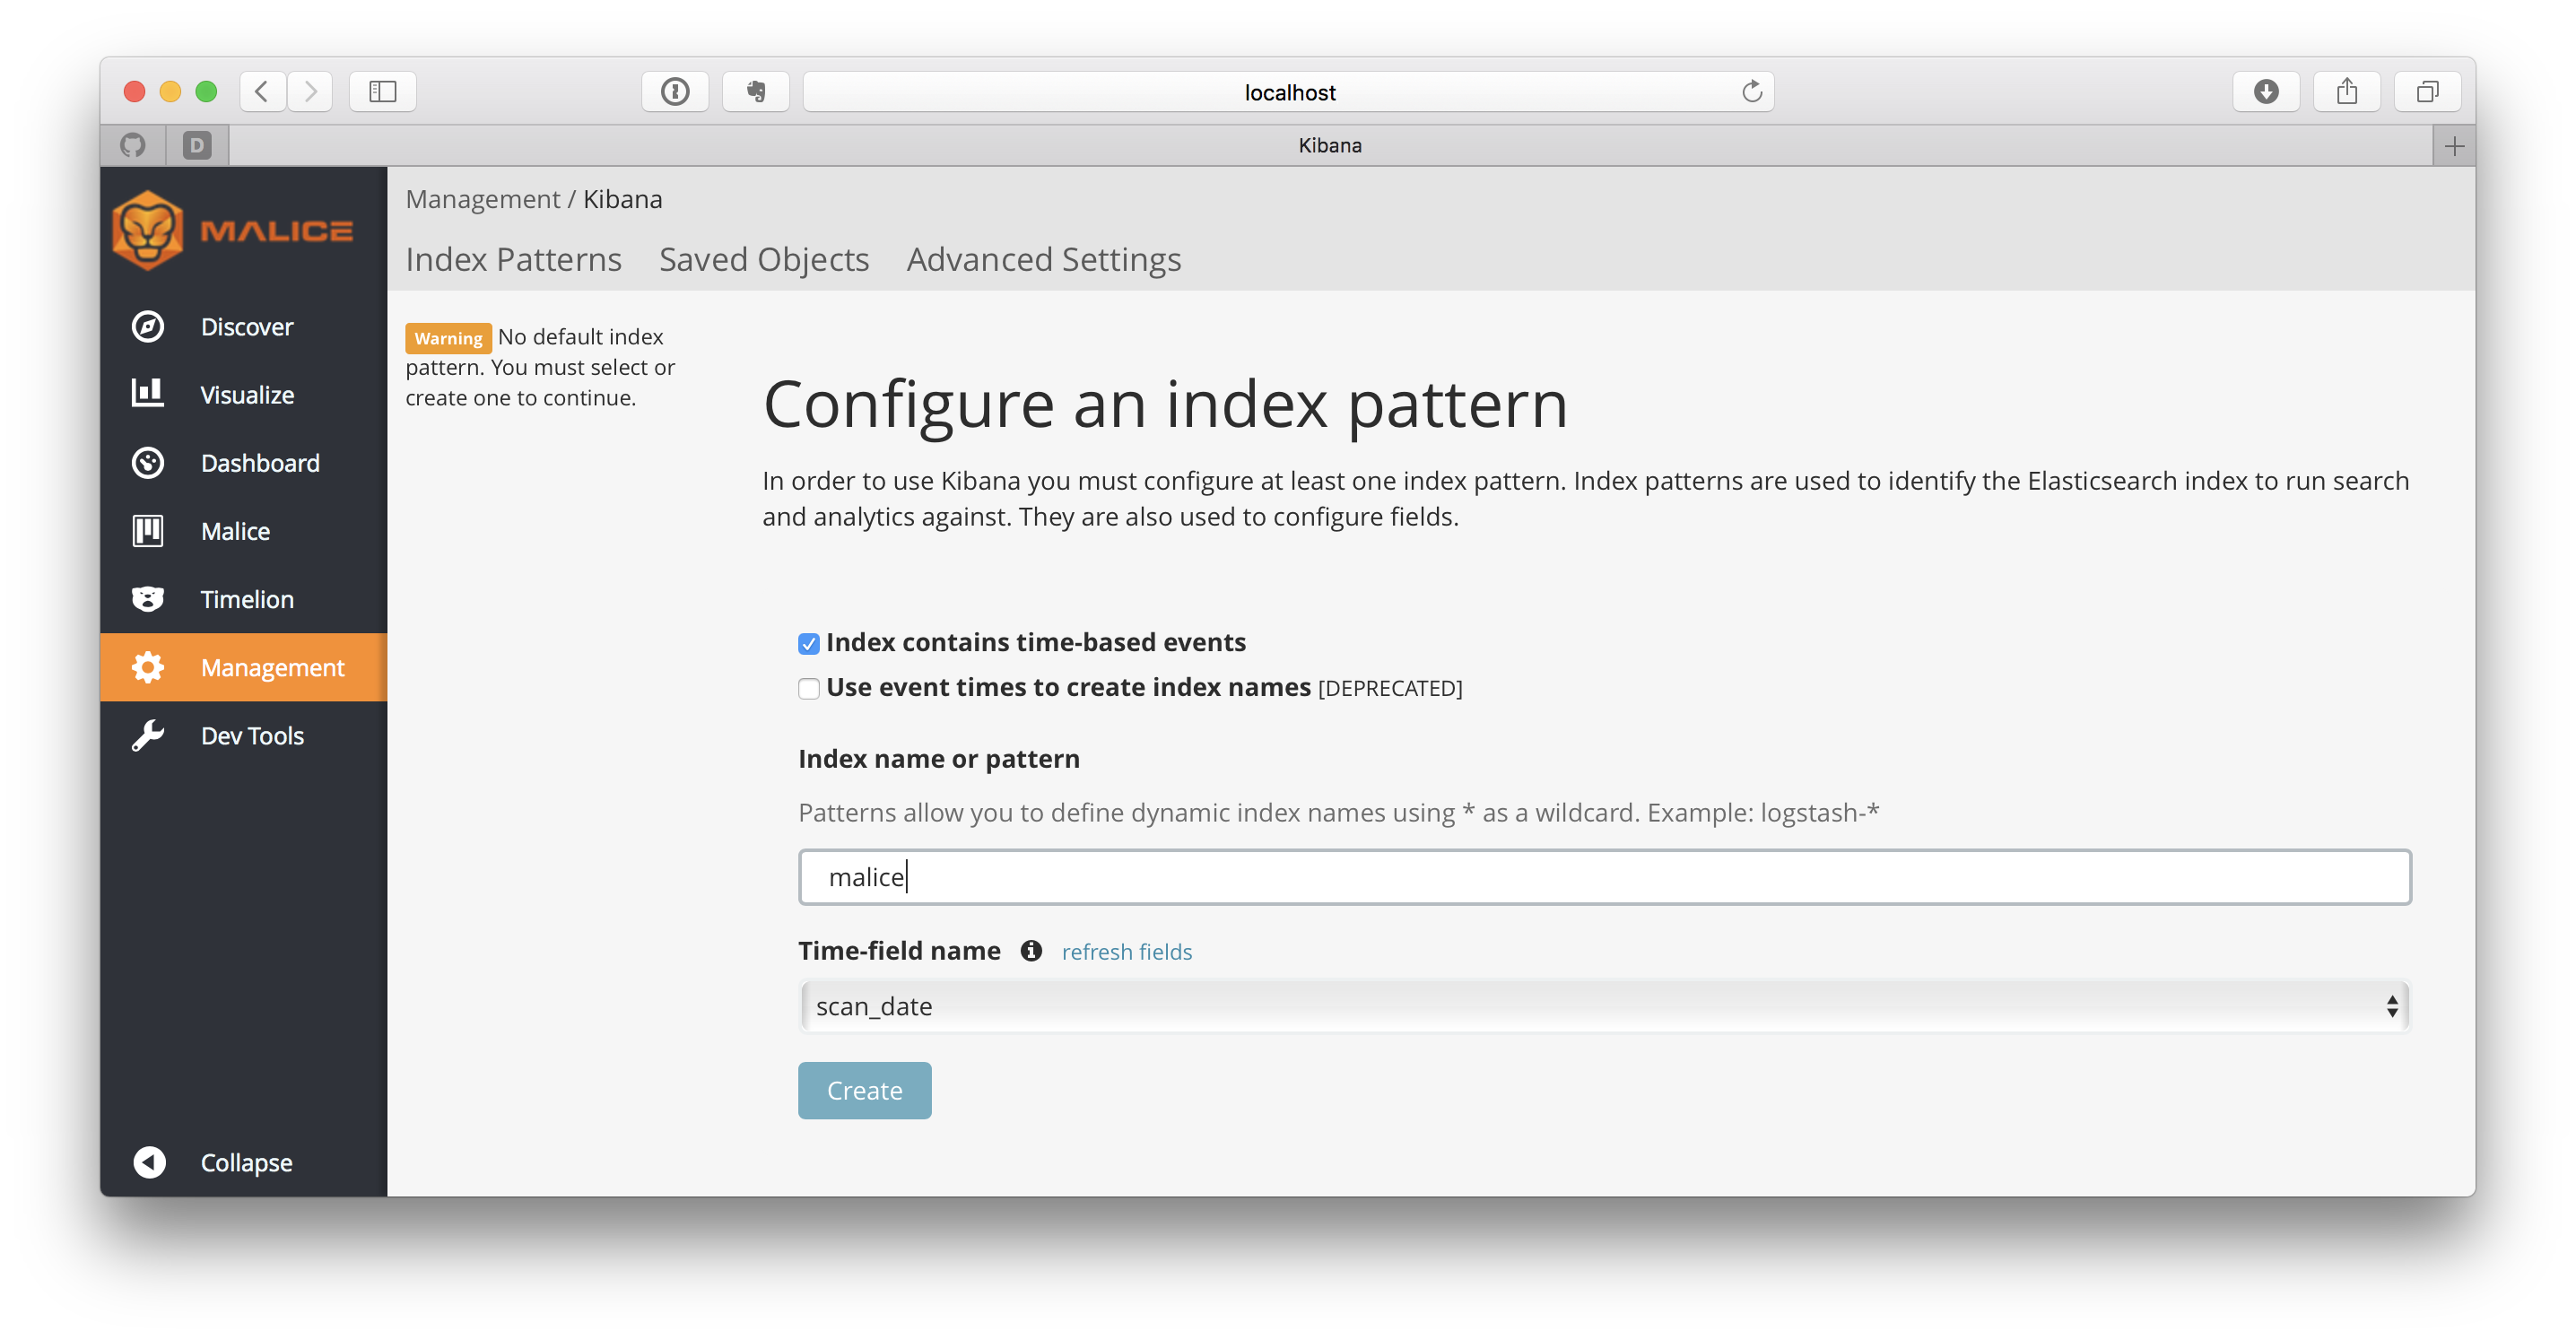 localhost
D
Kibana
MALICE
Discover
Visualize
Dashboard
Malice
Timelion
Management
Dev Tools
Collapse
Management / Kibana
Index Patterns Saved Objects Advanced Settings
Warning No default index
pattern. You must select or
create one to continue.
Configure an index pattern
In order to use Kibana you must configure at least one index pattern. Index patterns are used to identify the Elasticsearch index to run search
and analytics against. They are also used to configure fields.
Index contains time-based events
Use event times to create index names [DEPRECATED]
Index name or pattern
Patterns allow you to define dynamic index names using * as a wildcard. Example: logstash-*
malice
Time-field name refresh fields
scan_date
Create